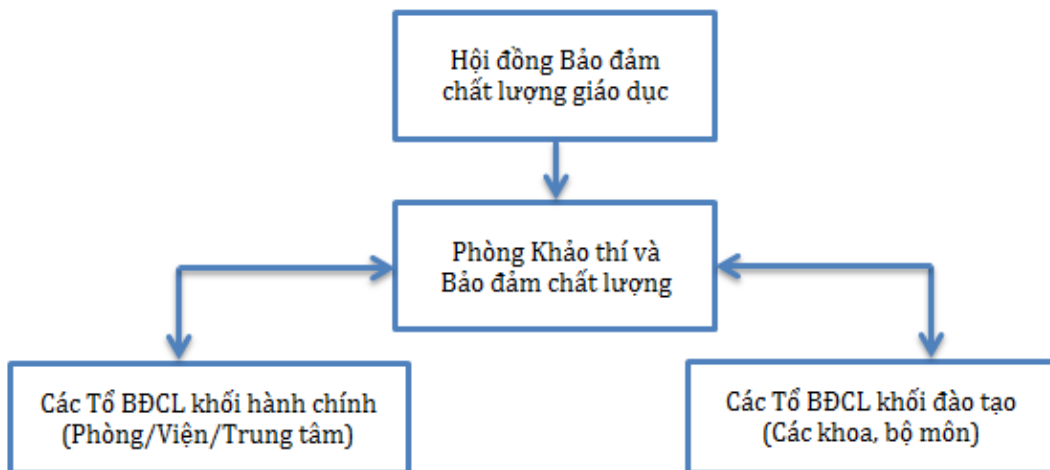 Hội đồng Bảo đảm
chất lượng giáo dục
Phòng Khảo thí và
Bảo đảm chất lượng
Các Tổ BĐCL khối hành chính
(Phòng/Viện/Trung tâm)
Các Tổ BĐCL khối đào tạo
(Các khoa, bộ môn)